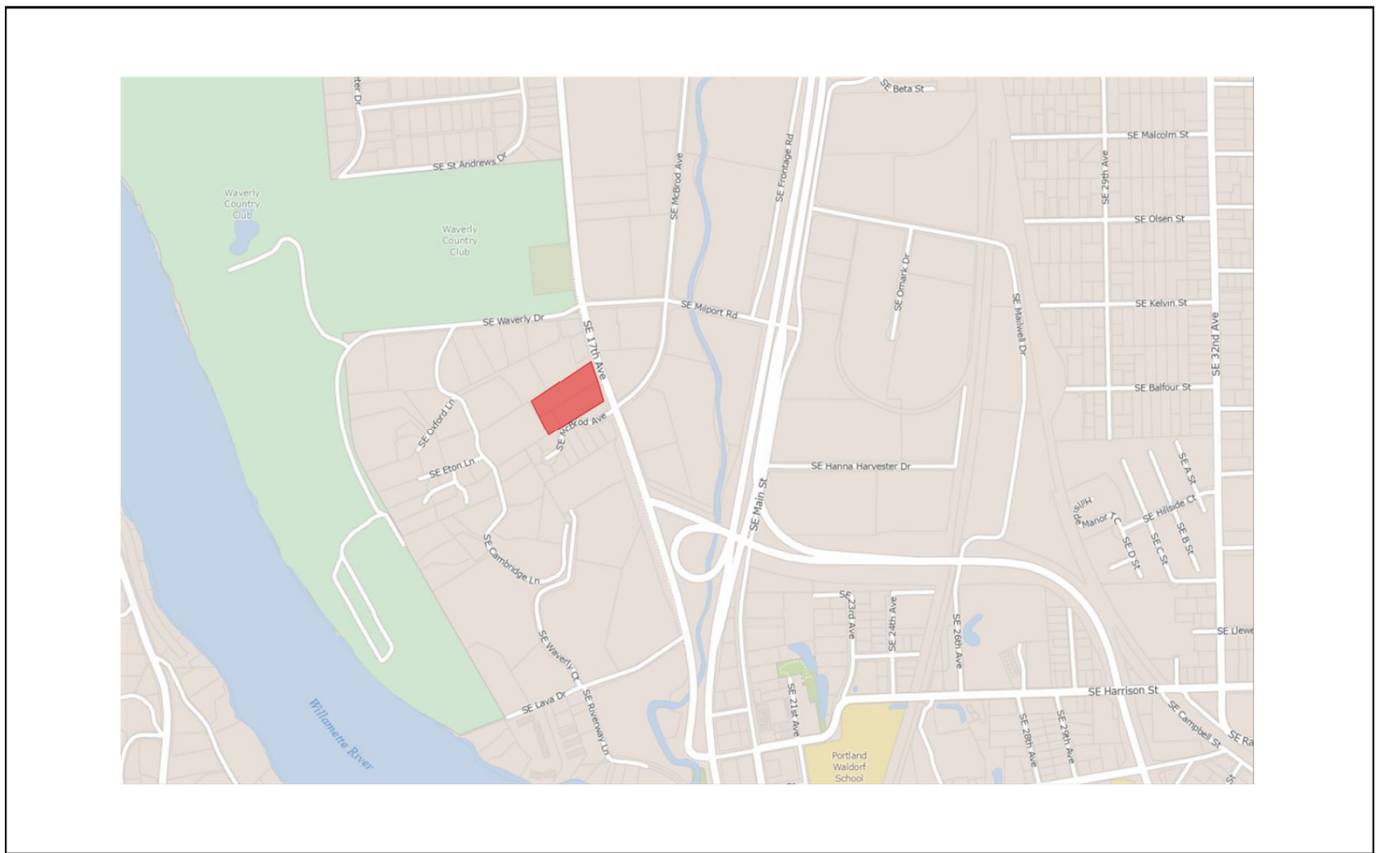 ter Dr
SE Beta St
SE Malcolm St
SE St Andrews Dr
SE McBrod Ave
SE Frontage Rd
SE 29th Ave
Waverly
Country
Club
SE Olsen St
Waverly
Country
Club
SE Omark Dr
SE Milport Rd
SE Waverly Dr
SE 17th Ave
SE Mailwell Dr
SE Kelvin St
SE 32nd Ave
SE Balfour St
SE Oxford Ln
SE McBrod Ave
SE Eton Ln
SE Hanna Harvester Dr
SE Main St
SE A St
Hillside
Manor
SE Hillside Ct
SE D St
SE C St
SE B St
SE Cambridge Ln
SE 23rd Ave
SE 24th Ave
SE 26th Ave
SE Llewe
SE Waverly Ct
SE Lava Dr
SE Riverway Ln
SE 21st Ave
SE Harrison St
SE 28th Ave
SE 29th Ave
SE Campbell St
SE Ra
St
Willamette River
Portland
Waldorf
School